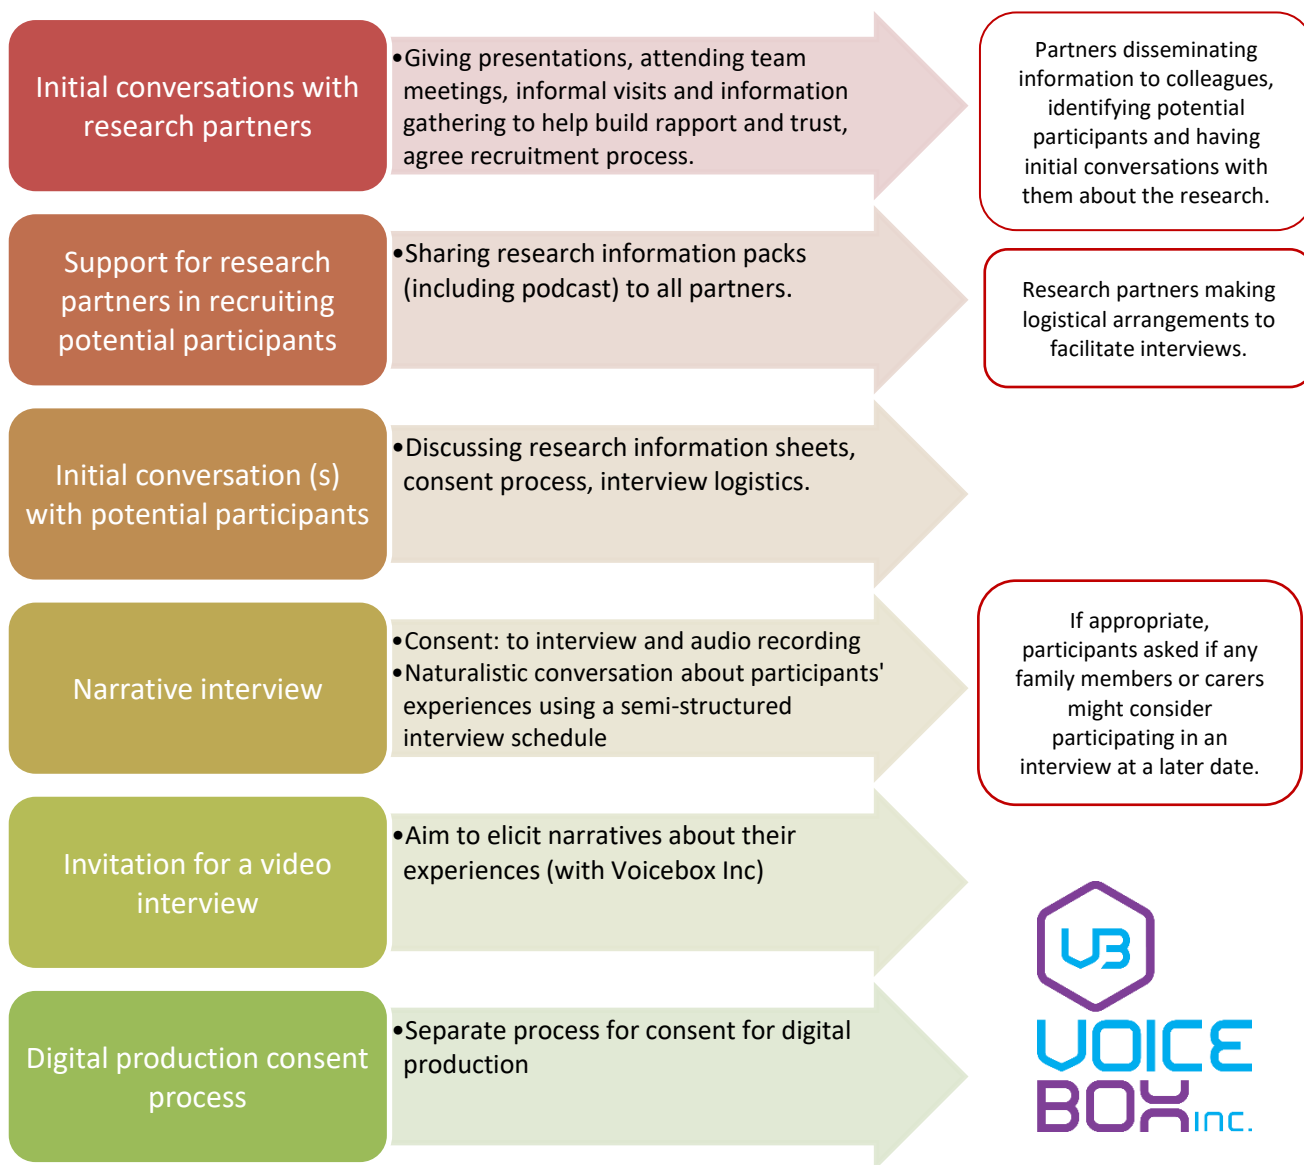 Initial conversations with
research partners
•Giving presentations, attending team
meetings, informal visits and information
gathering to help build rapport and trust,
agree recruitment process.
Partners disseminating
information to colleagues,
identifying potential
participants and having
initial conversations with
them about the research.
Support for research
partners in recruiting
potential participants
•Sharing research information packs
(including podcast) to all partners.
Research partners making
logistical arrangements to
facilitate interviews.
Initial conversation (s)
with potential participants
•Discussing research information sheets,
consent process, interview logistics.
Narrative interview
•Consent: to interview and audio recording
•Naturalistic conversation about participants'
experiences using a semi-structured
interview schedule
If appropriate,
participants asked if any
family members or carers
might consider
participating in an
interview at a later date.
Invitation for a video
interview
•Aim to elicit narratives about their
experiences (with Voicebox Inc)
Digital production consent
process
•Separate process for consent for digital
production
VB
VOICE
BOX INC.